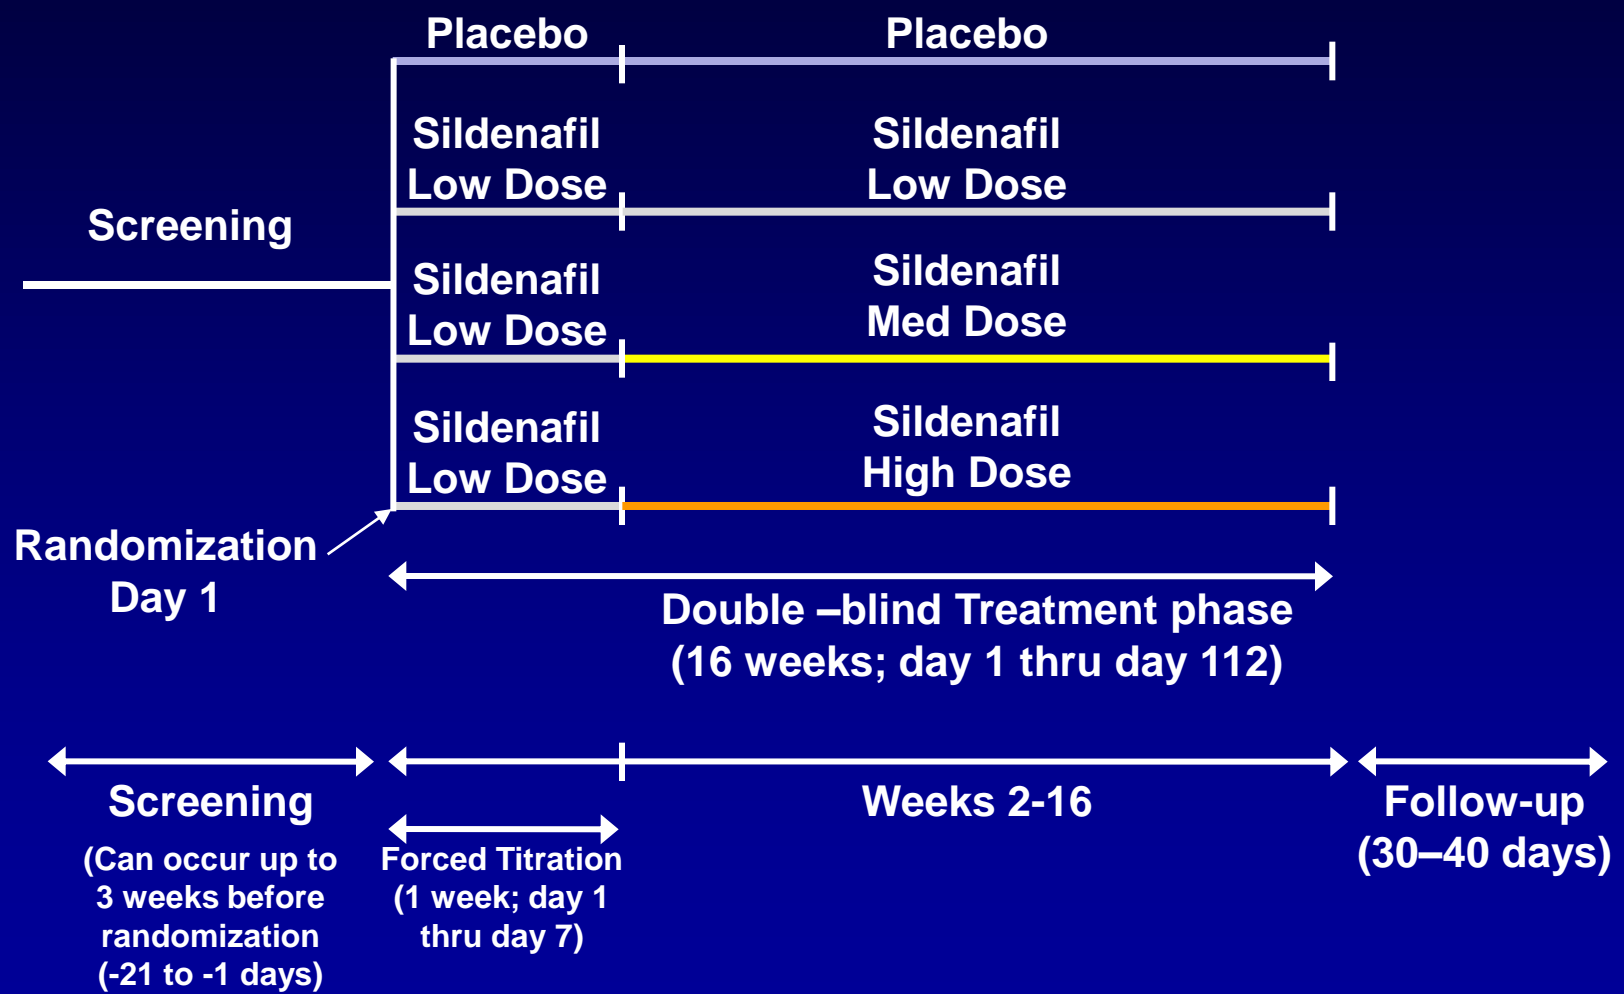 Placebo
Placebo
Sildenafil
Low Dose
Sildenafil
Low Dose
Screening
Sildenafil
Low Dose
Sildenafil
Med Dose
Sildenafil
Low Dose
Sildenafil
High Dose
Randomization
Day 1
Double –blind Treatment phase
(16 weeks; day 1 thru day 112)
Screening
(Can occur up to
3 weeks before
randomization
(-21 to -1 days)
Forced Titration
(1 week; day 1
thru day 7)
Weeks 2-16
Follow-up
(30–40 days)